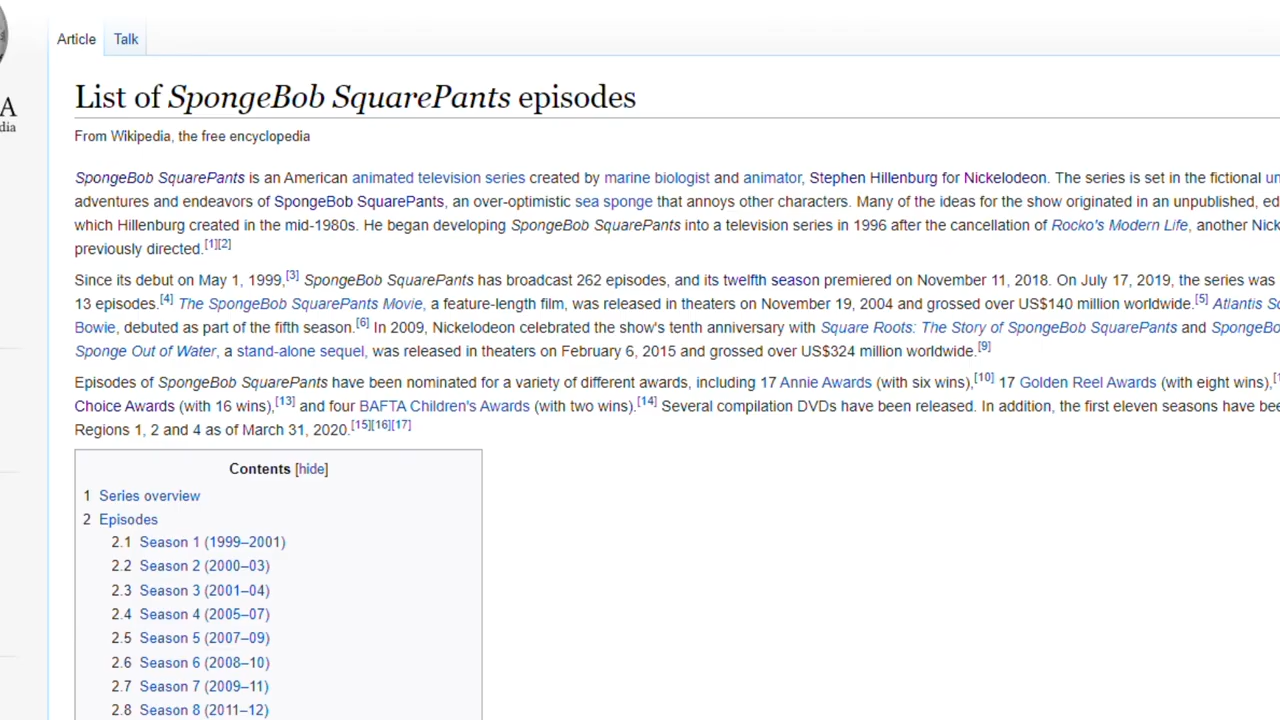 A
dia
Article Talk
List of SpongeBob SquarePants episodes
From Wikipedia, the free encyclopedia
SpongeBob SquarePants is an American animated television series created by marine biologist and animator, Stephen Hillenburg for Nickelodeon. The series is set in the fictional
adventures and endeavors of SpongeBob SquarePants, an over-optimistic sea sponge that annoys other characters. Many of the ideas for the show originated in an unpublished,
which Hillenburg created in the mid-1980s. He began developing SpongeBob SquarePants into a television series in 1996 after the cancellation of Rocko's Modern Life, another
previously directed.[1][2]
Since its debut on May 1, 1999,[3] SpongeBob SquarePants has broadcast 262 episodes, and its twelfth season premiered on November 11, 2018. On July 17, 2019, the series was
13 episodes.[4] The SpongeBob SquarePants Movie, a feature-length film, was released in theaters on November 19, 2004 and grossed over US$140 million worldwide.[5] Atlantis
Bowie, debuted as part of the fifth season.[6] In 2009, Nickelodeon celebrated the show's tenth anniversary with Square Roots: The Story of SpongeBob SquarePants and
Sponge Out of Water, a stand-alone sequel, was released in theaters on February 6, 2015 and grossed over US$324 million worldwide.[9]
Episodes of SpongeBob SquarePants have been nominated for a variety of different awards, including 17 Annie Awards (with six wins),[10] 17 Golden Reel Awards (with eight wins),
Choice Awards (with 16 wins),[13] and four BAFTA Children's Awards (with two wins).[14] Several compilation DVDs have been released. In addition, the first eleven seasons have
Regions 1, 2 and 4 as of March 31, 2020.[15][16][17]
Contents [hide]
1 Series overview
2 Episodes
2.1 Season 1 (1999–2001)
2.2 Season 2 (2000–03)
2.3 Season 3 (2001–04)
2.4 Season 4 (2005–07)
2.5 Season 5 (2007–09)
2.6 Season 6 (2008–10)
2.7 Season 7 (2009–11)
2.8 Season 8 (2011–12)